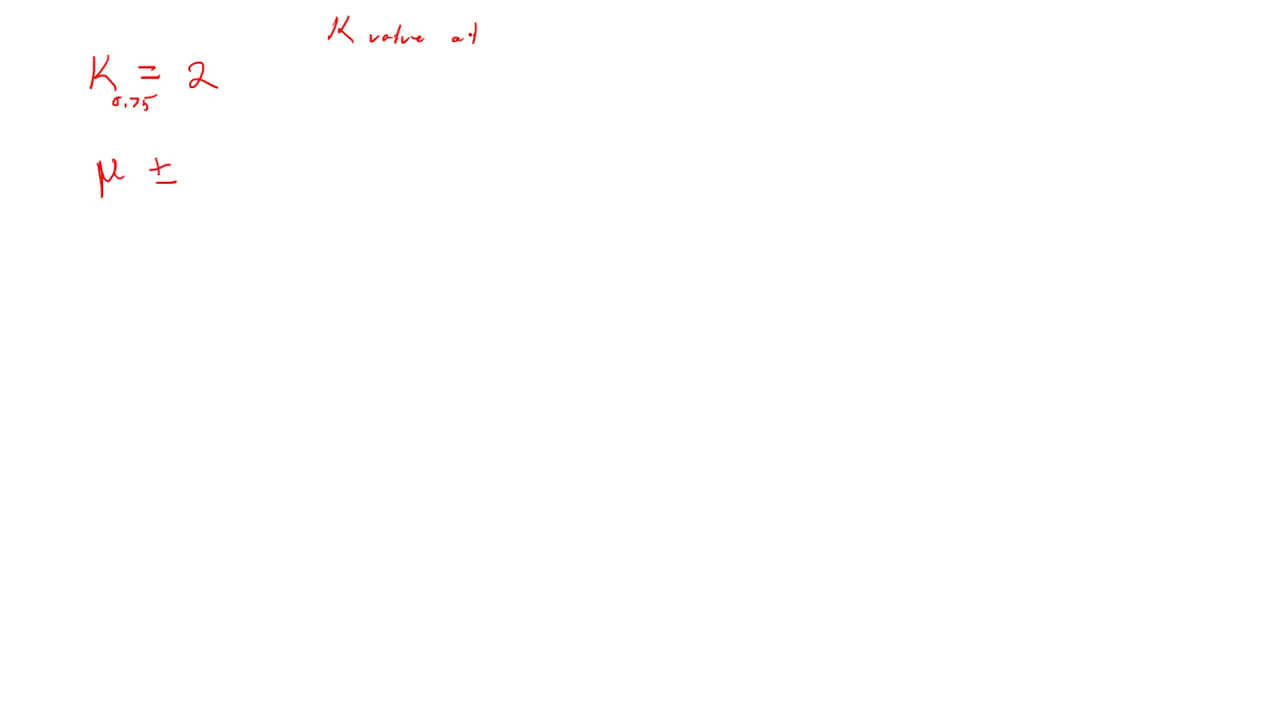 K value at
K0.75 = 2
μ ±